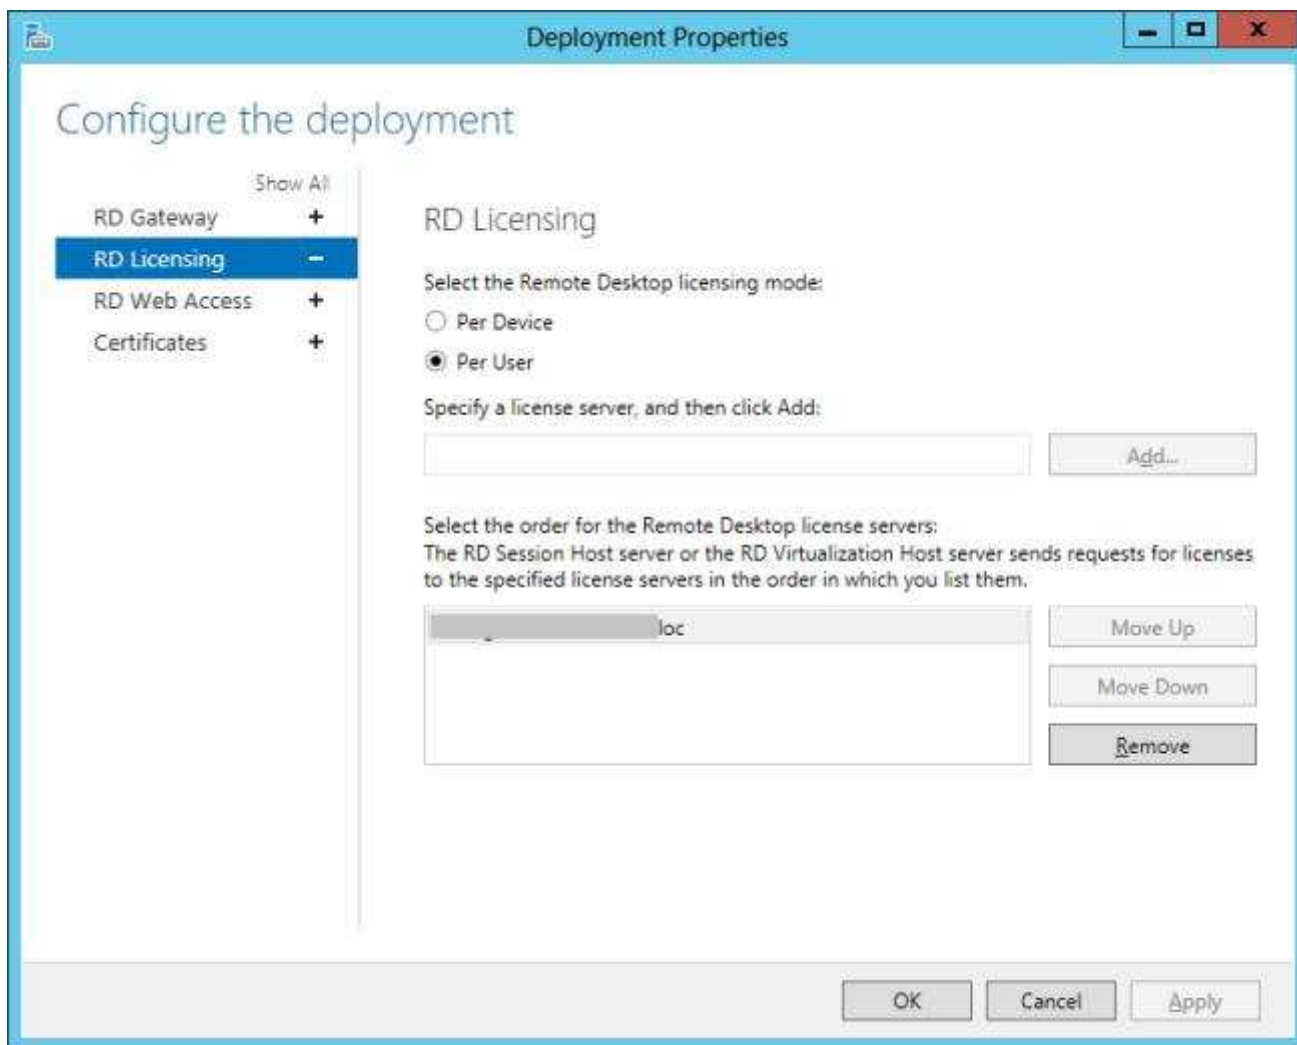 Deployment Properties
Configure the deployment
Show All
RD Gateway +
RD Licensing −
RD Web Access +
Certificates +
RD Licensing
Select the Remote Desktop licensing mode:
Per Device
Per User
Specify a license server, and then click Add:
Add...
Select the order for the Remote Desktop license servers:
The RD Session Host server or the RD Virtualization Host server sends requests for licenses
to the specified license servers in the order in which you list them.
loc
Move Up
Move Down
Remove
OK Cancel Apply